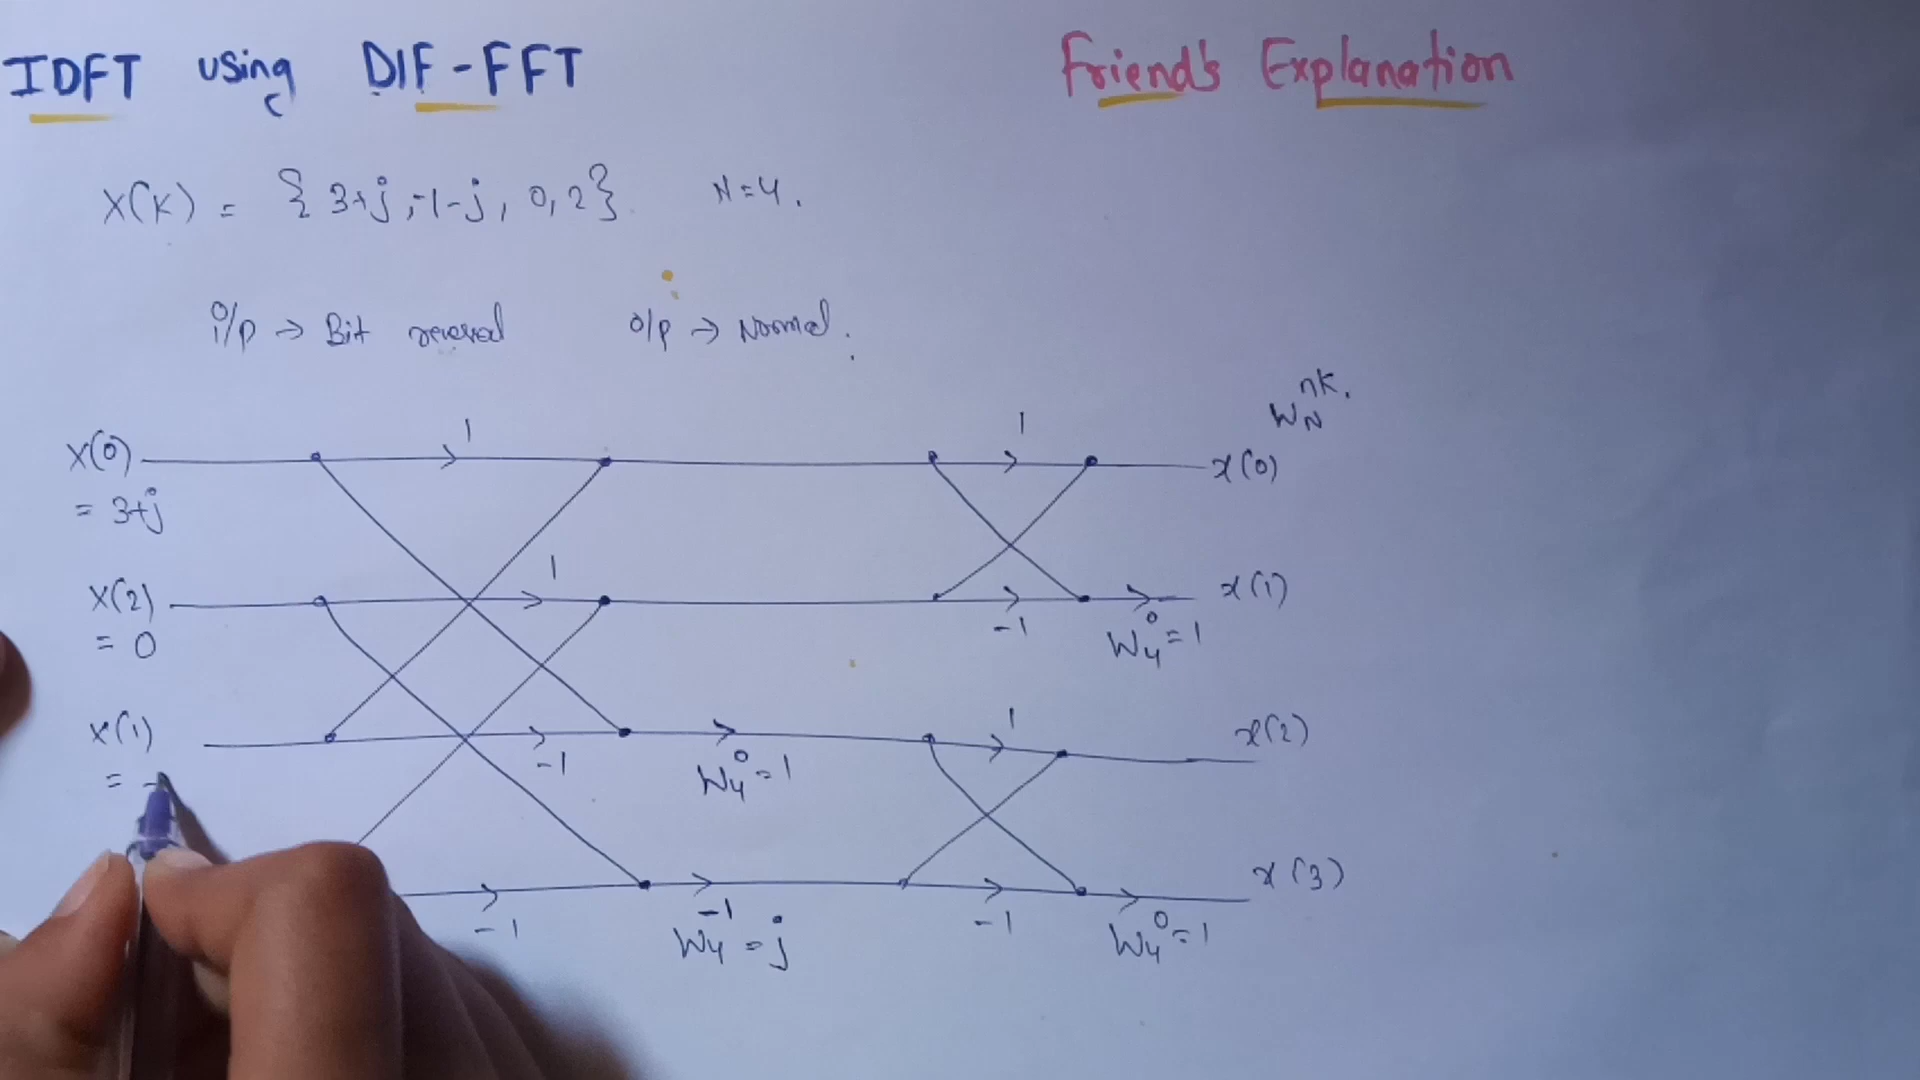 IDFT using DIF-FFT
Friend's Explanation
X(K) = {3+j, -1-j, 0, 2} N=4.
i/p → Bit reversed o/p → Normal.
W_N^{nk}.
X(0) 1 1 x(0)
= 3+j
X(2) 1 x(1)
= 0 -1 W_4^0 = 1
X(1) 1 x(2)
= - -1 W_4^0 = 1
x(3)
-1 W_4^{-1} = j -1 W_4^0 = 1